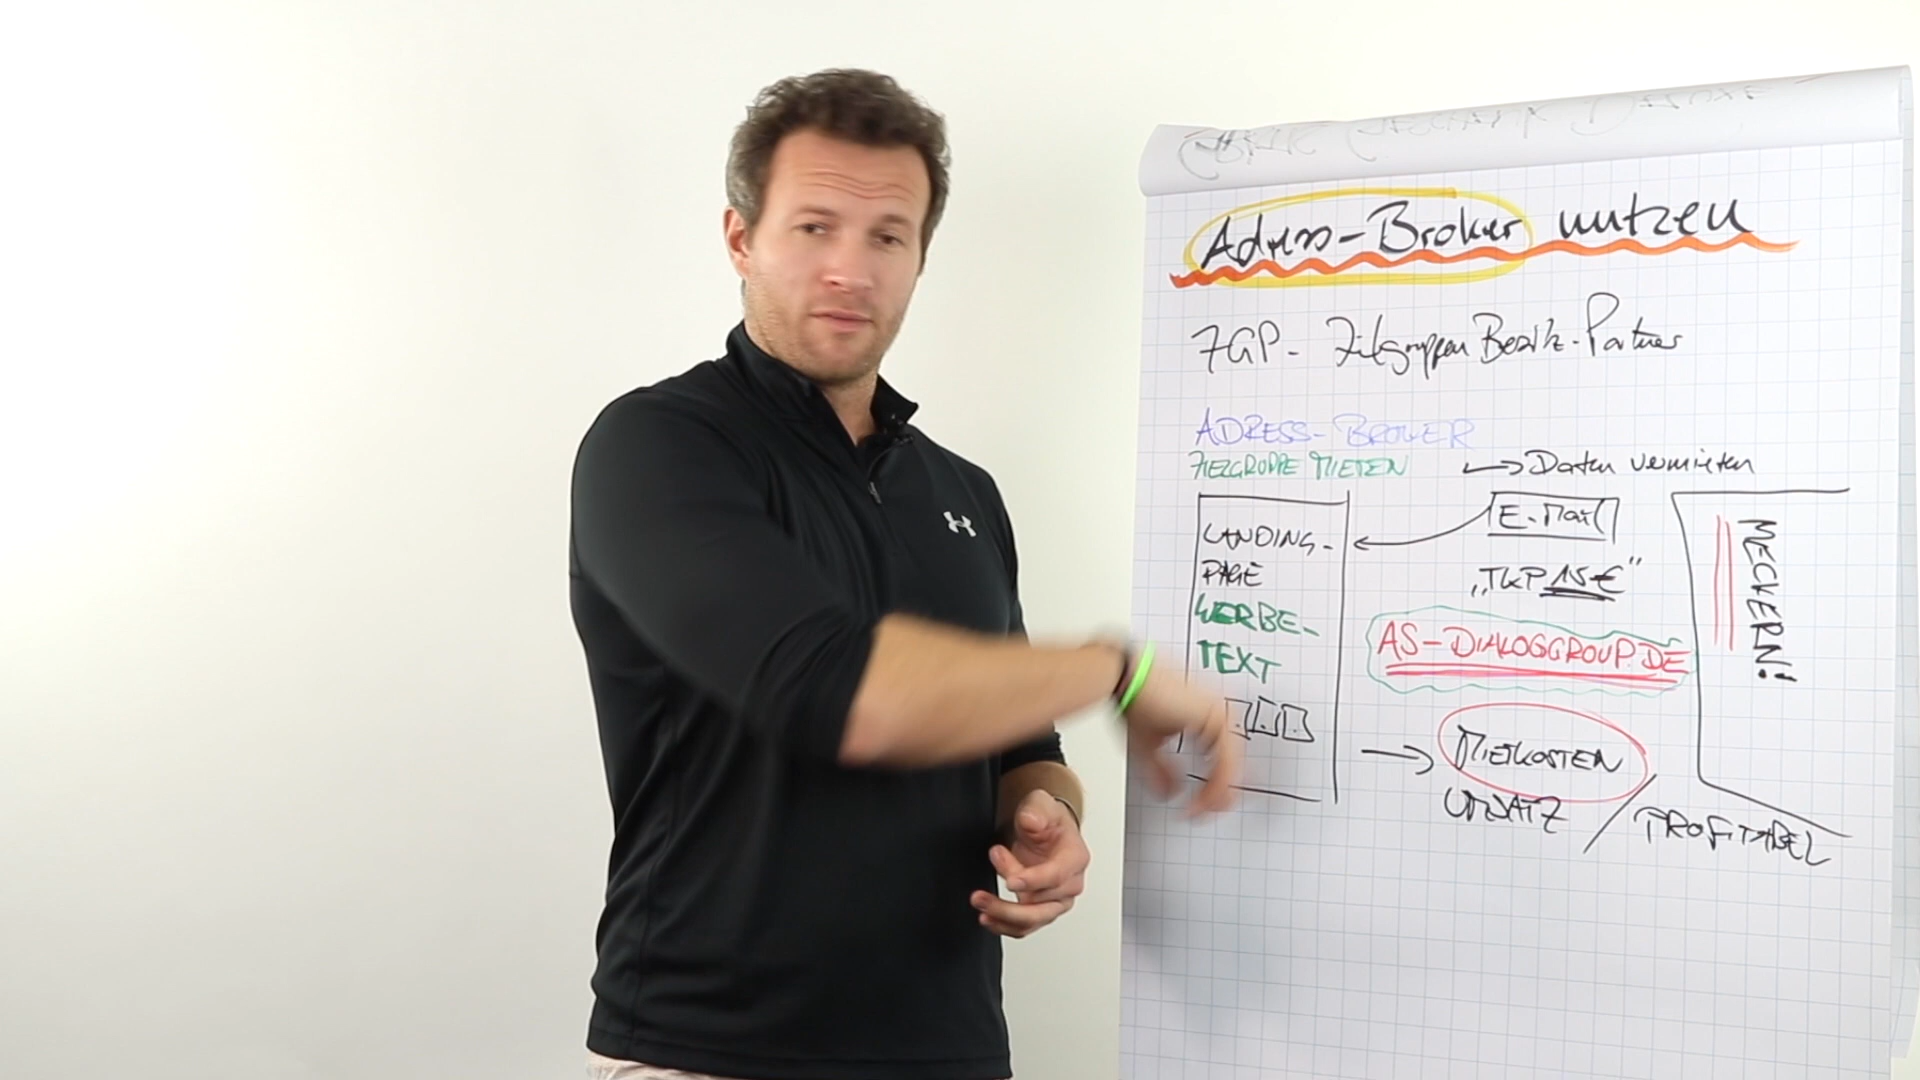 Adress-Broker nutzen
ZGP - Zielgruppen Besitz-Partner
ADRESS-BROKER
ZIELGRUPPE MIETEN
→ Daten vermieten
LANDING-
PAGE
WERBE-
TEXT
E-Mail
„TKP 15€“
AS-DIALOGGROUP.DE
→ MIETKOSTEN
UMSATZ / PROFITABEL
MECKERN!